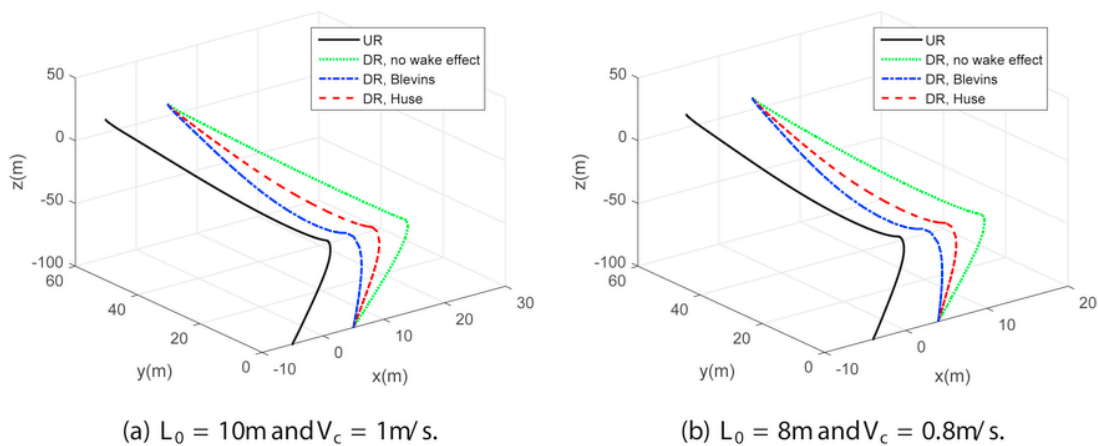 UR
DR, no wake effect
DR, Blevins
DR, Huse
50
0
-50
-100
z(m)
60
40
20
0
y(m)
-10
0
10
20
30
x(m)
(a) L₀ = 10m and V_c = 1m/s.
UR
DR, no wake effect
DR, Blevins
DR, Huse
50
0
-50
-100
z(m)
60
40
20
0
y(m)
-10
0
10
20
x(m)
(b) L₀ = 8m and V_c = 0.8m/s.